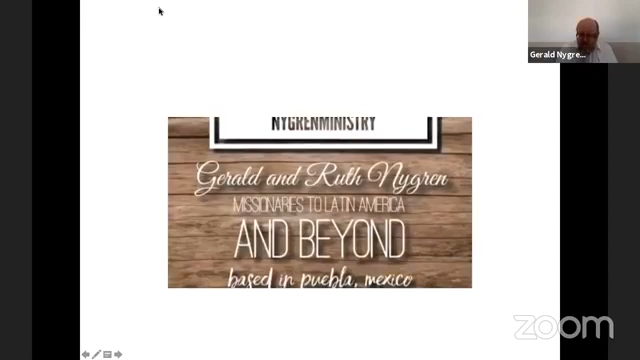 Gerald Nygre...
NYGRENMINISTRY
Gerald and Ruth Nygren
MISSIONARIES TO LATIN AMERICA
AND BEYOND
based in puebla, mexico
zoom